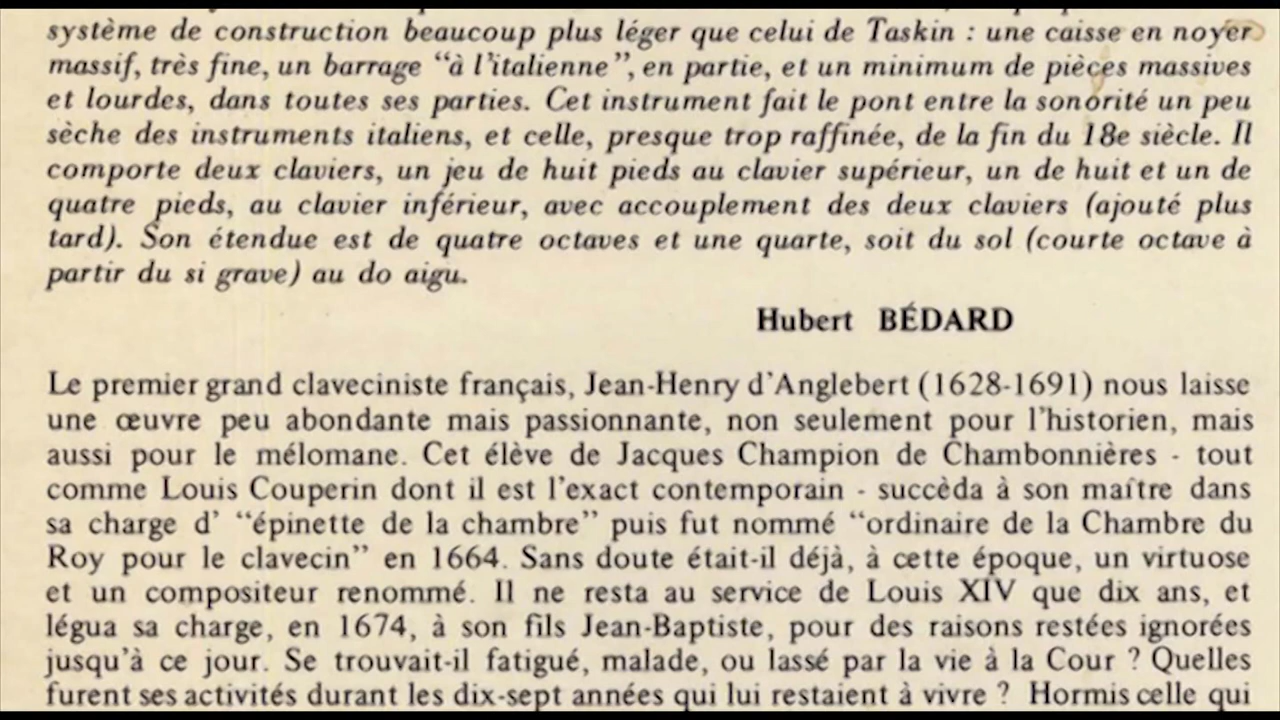 système de construction beaucoup plus léger que celui de Taskin : une caisse en noyer
massif, très fine, un barrage “à l’italienne”, en partie, et un minimum de pièces massives
et lourdes, dans toutes ses parties. Cet instrument fait le pont entre la sonorité un peu
sèche des instruments italiens, et celle, presque trop raffinée, de la fin du 18e siècle. Il
comporte deux claviers, un jeu de huit pieds au clavier supérieur, un de huit et un de
quatre pieds, au clavier inférieur, avec accouplement des deux claviers (ajouté plus
tard). Son étendue est de quatre octaves et une quarte, soit du sol (courte octave à
partir du si grave) au do aigu.
Hubert BÉDARD
Le premier grand claveciniste français, Jean-Henry d’Anglebert (1628-1691) nous laisse
une œuvre peu abondante mais passionnante, non seulement pour l’historien, mais
aussi pour le mélomane. Cet élève de Jacques Champion de Chambonnières - tout
comme Louis Couperin dont il est l’exact contemporain - succèda à son maître dans
sa charge d’ “épinette de la chambre” puis fut nommé “ordinaire de la Chambre du
Roy pour le clavecin” en 1664. Sans doute était-il déjà, à cette époque, un virtuose
et un compositeur renommé. Il ne resta au service de Louis XIV que dix ans, et
légua sa charge, en 1674, à son fils Jean-Baptiste, pour des raisons restées ignorées
jusqu’à ce jour. Se trouvait-il fatigué, malade, ou lassé par la vie à la Cour ? Quelles
furent ses activités durant les dix-sept années qui lui restaient à vivre ? Hormis celle qui